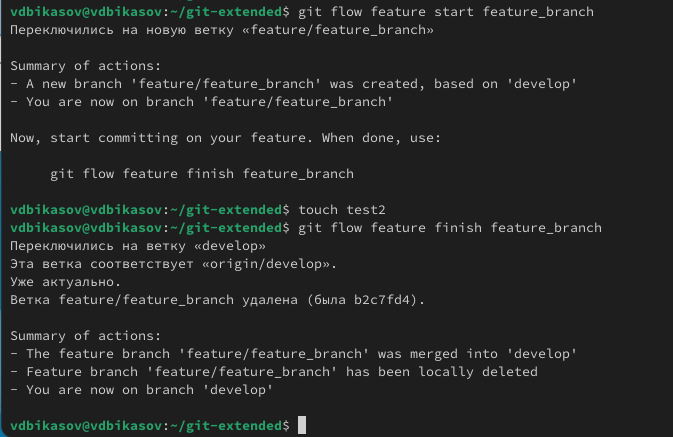 vdbikasov@vdbikasov:~/git-extended$ git flow feature start feature_branch
Переключились на новую ветку «feature/feature_branch»
Summary of actions:
- A new branch 'feature/feature_branch' was created, based on 'develop'
- You are now on branch 'feature/feature_branch'
Now, start committing on your feature. When done, use:
git flow feature finish feature_branch
vdbikasov@vdbikasov:~/git-extended$ touch test2
vdbikasov@vdbikasov:~/git-extended$ git flow feature finish feature_branch
Переключились на ветку «develop»
Эта ветка соответствует «origin/develop».
Уже актуально.
Ветка feature/feature_branch удалена (была b2c7fd4).
Summary of actions:
- The feature branch 'feature/feature_branch' was merged into 'develop'
- Feature branch 'feature/feature_branch' has been locally deleted
- You are now on branch 'develop'
vdbikasov@vdbikasov:~/git-extended$